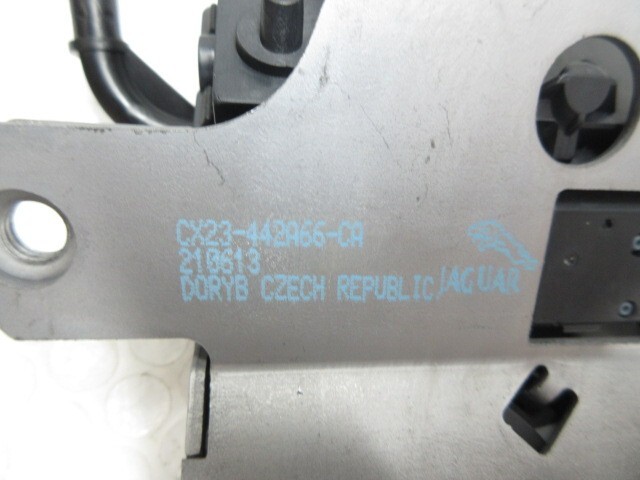 CX23-442A66-CA
210613
DORYB CZECH REPUBLIC
JAGUAR